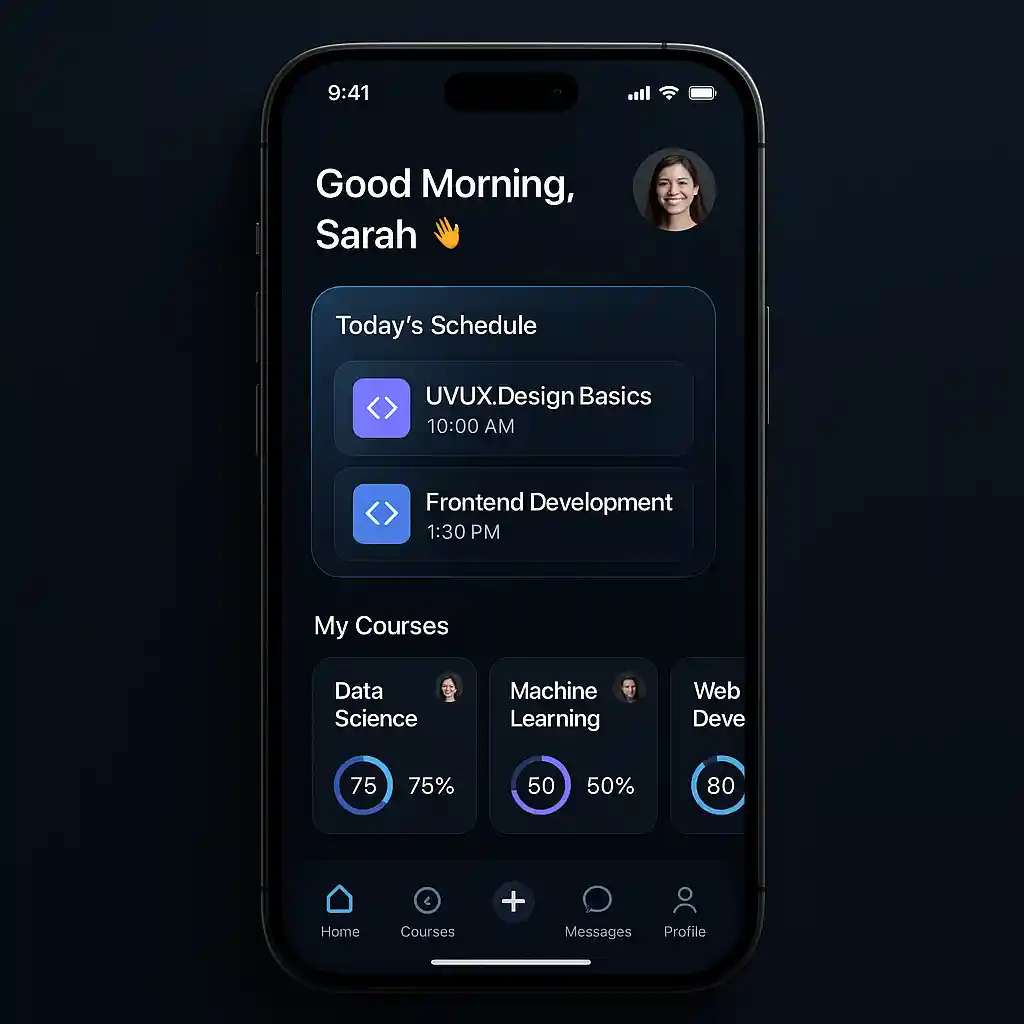 9:41
Good Morning,
Sarah 👋
Today’s Schedule
UVUX.Design Basics
10:00 AM
Frontend Development
1:30 PM
My Courses
Data
Science
75 75%
Machine
Learning
50 50%
Web
Deve
80
Home Courses Messages Profile